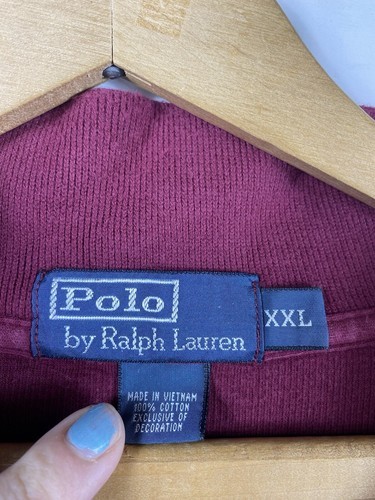 Polo
by Ralph Lauren
XXL
MADE IN VIETNAM
100% COTTON
EXCLUSIVE OF
DECORATION